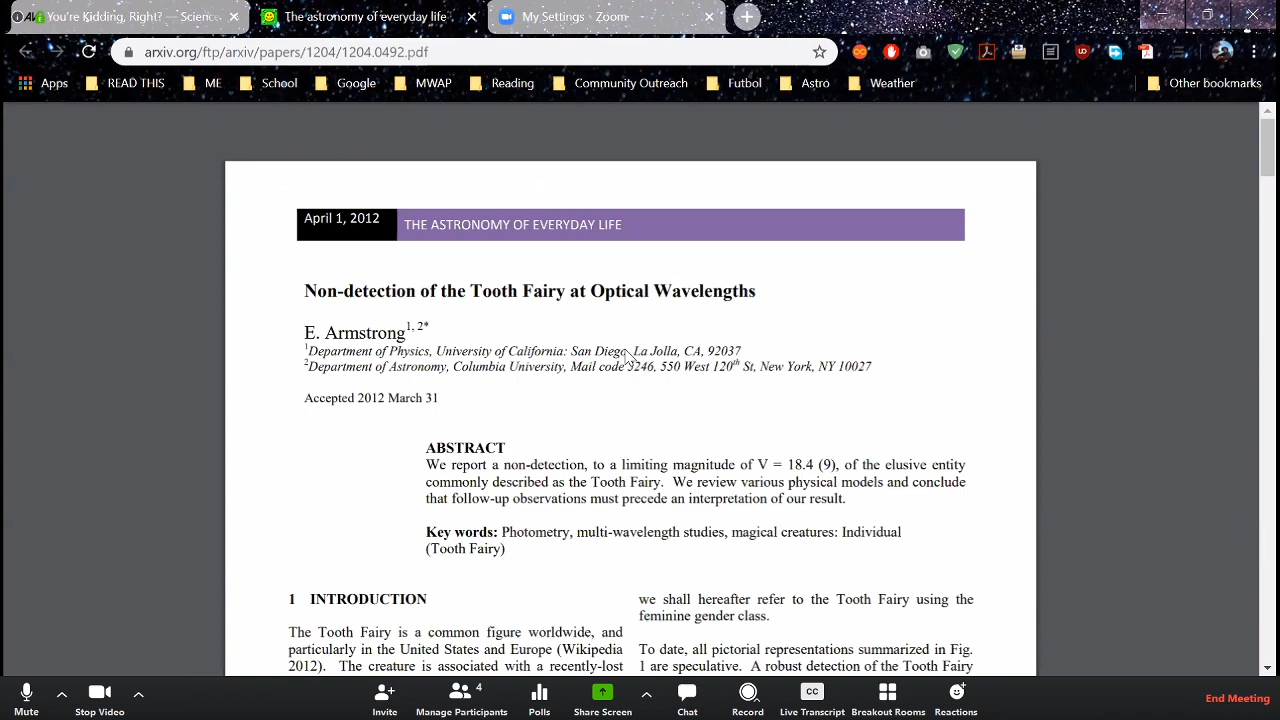 You're Kidding, Right? — Scienc
The astronomy of everyday life
My Settings - Zoom
arxiv.org/ftp/arxiv/papers/1204/1204.0492.pdf
Apps READ THIS ME School Google MWAP Reading Community Outreach Futbol Astro Weather Other bookmarks
April 1, 2012 THE ASTRONOMY OF EVERYDAY LIFE
Non-detection of the Tooth Fairy at Optical Wavelengths
E. Armstrong1, 2*
1Department of Physics, University of California: San Diego, La Jolla, CA, 92037
2Department of Astronomy, Columbia University, Mail code 3246, 550 West 120th St, New York, NY 10027
Accepted 2012 March 31
ABSTRACT
We report a non-detection, to a limiting magnitude of V = 18.4 (9), of the elusive entity
commonly described as the Tooth Fairy. We review various physical models and conclude
that follow-up observations must precede an interpretation of our result.
Key words: Photometry, multi-wavelength studies, magical creatures: Individual
(Tooth Fairy)
1 INTRODUCTION
The Tooth Fairy is a common figure worldwide, and
particularly in the United States and Europe (Wikipedia
2012). The creature is associated with a recently-lost
we shall hereafter refer to the Tooth Fairy using the
feminine gender class.
To date, all pictorial representations summarized in Fig.
1 are speculative. A robust detection of the Tooth Fairy
4
CC
Mute Stop Video Invite Manage Participants Polls Share Screen Chat Record Live Transcript Breakout Rooms Reactions End Meeting